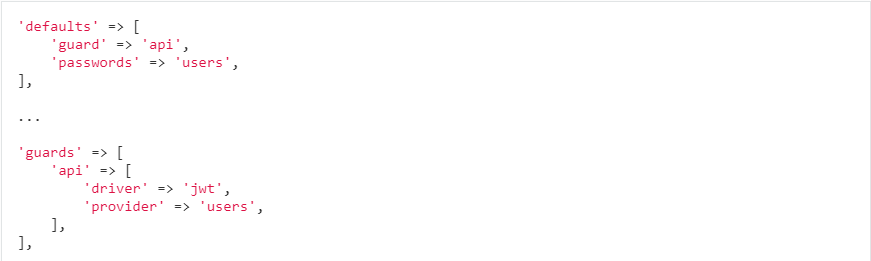 'defaults' => [
    'guard' => 'api',
    'passwords' => 'users',
],
...
'guards' => [
    'api' => [
        'driver' => 'jwt',
        'provider' => 'users',
    ],
],